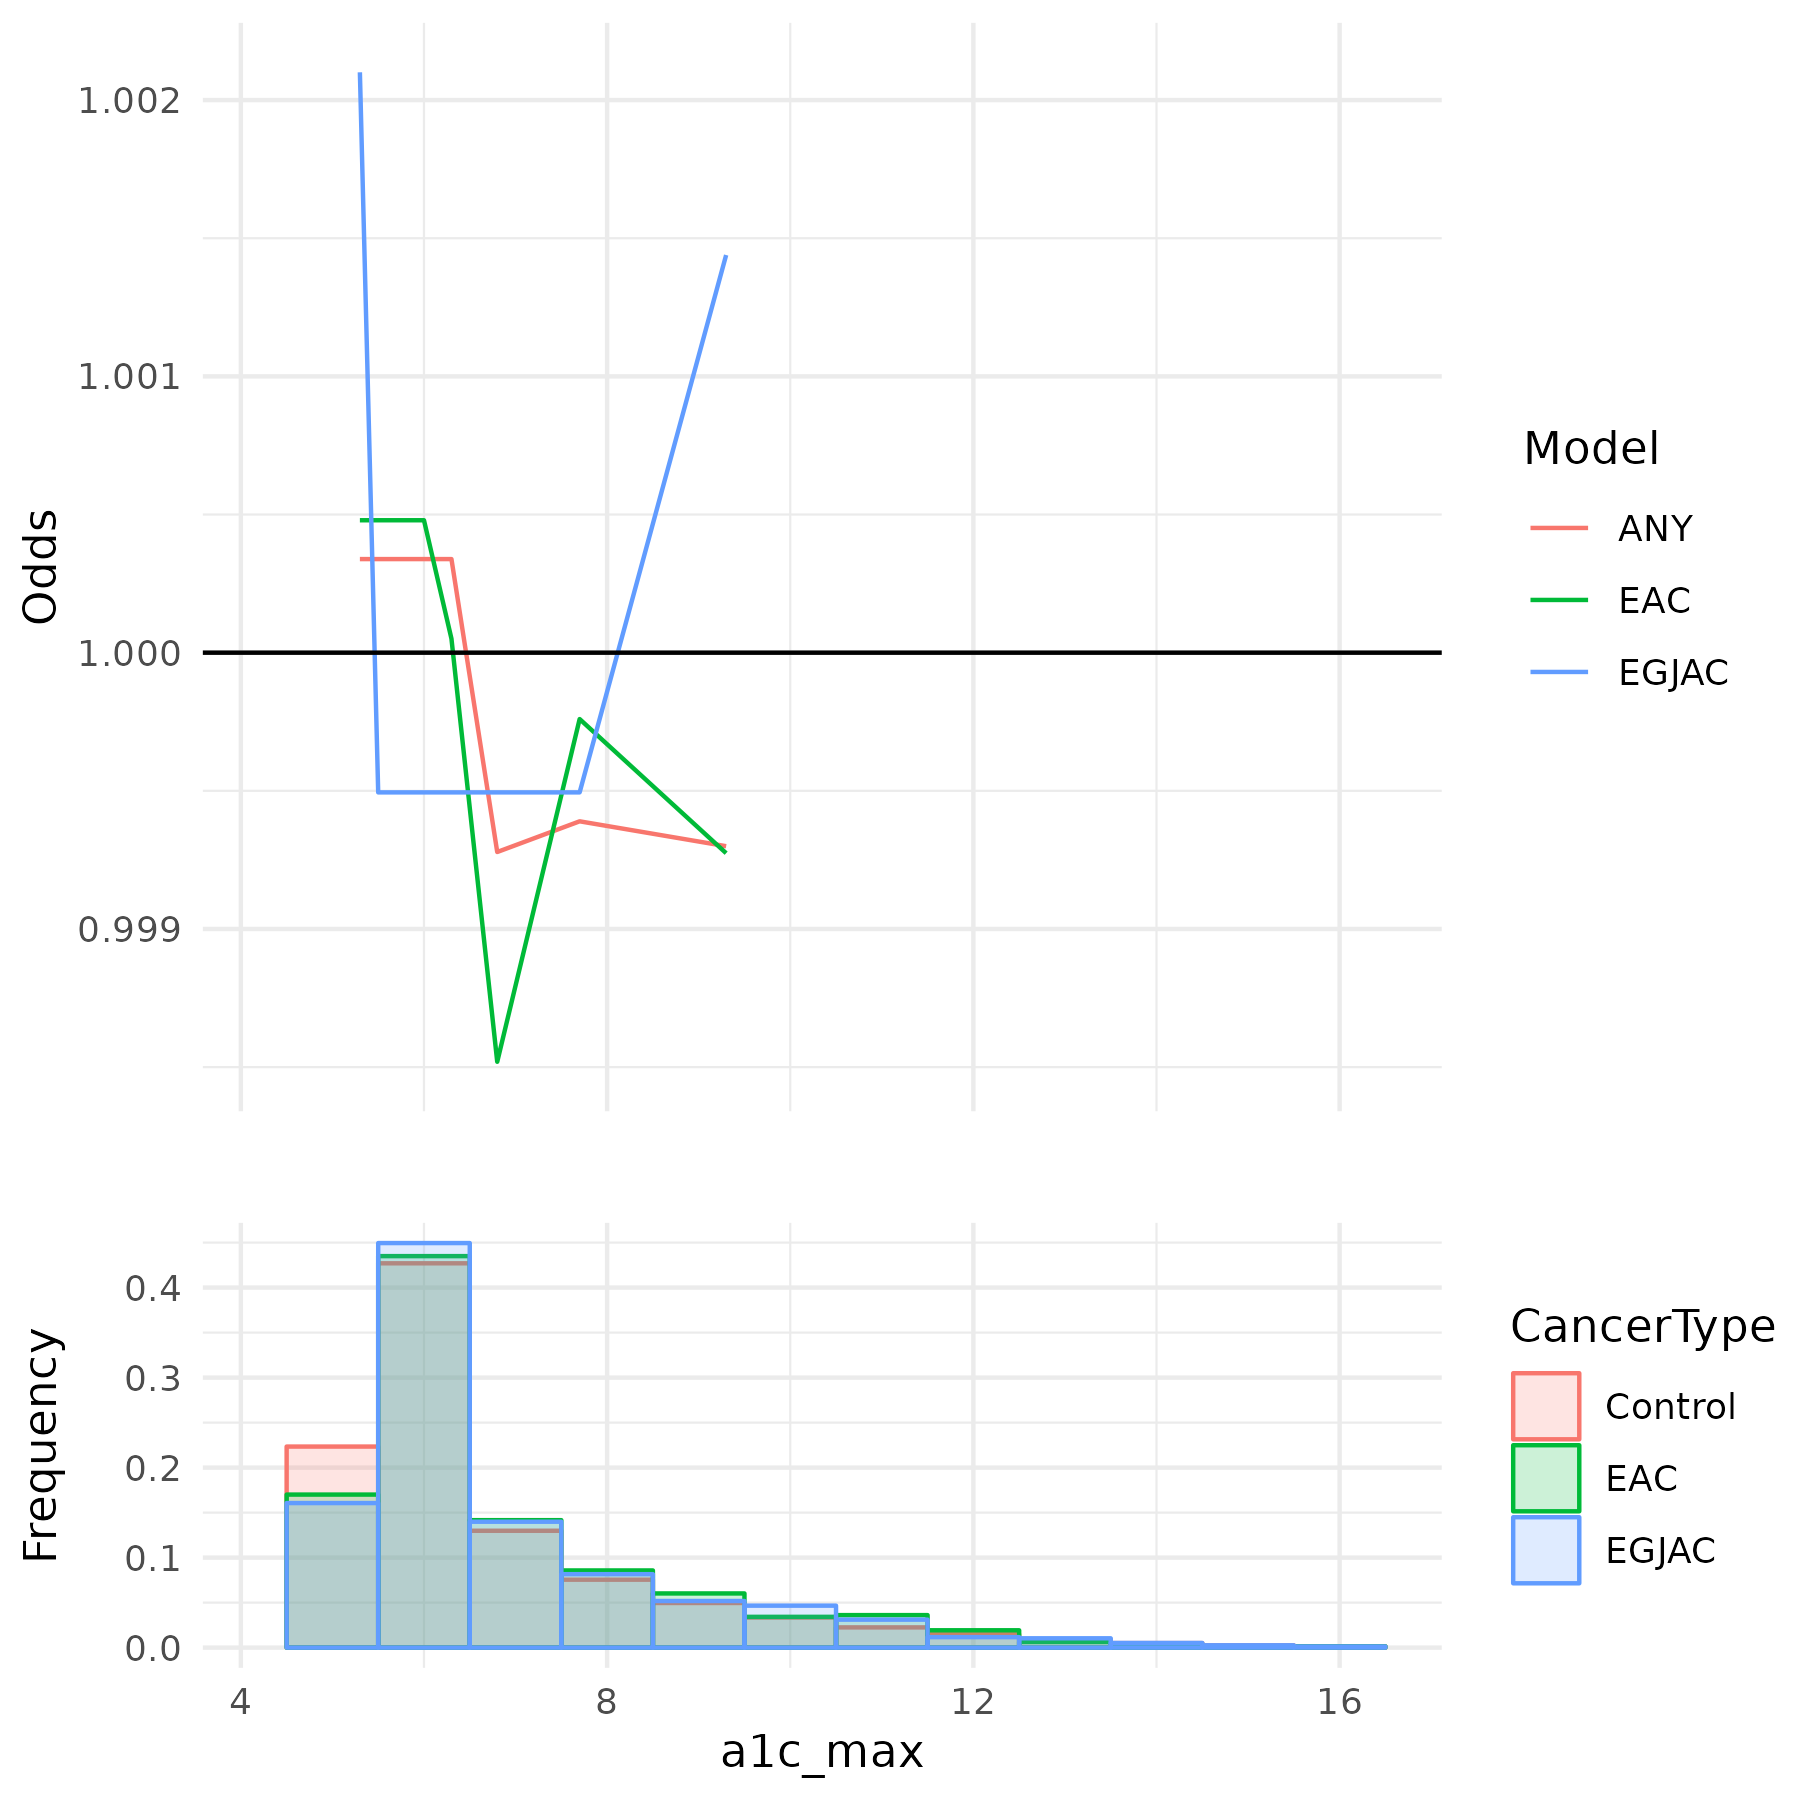 1.002
1.001
1.000
0.999
Odds
Model
ANY
EAC
EGJAC
0.4
0.3
0.2
0.1
0.0
Frequency
4 8 12 16
a1c_max
CancerType
Control
EAC
EGJAC